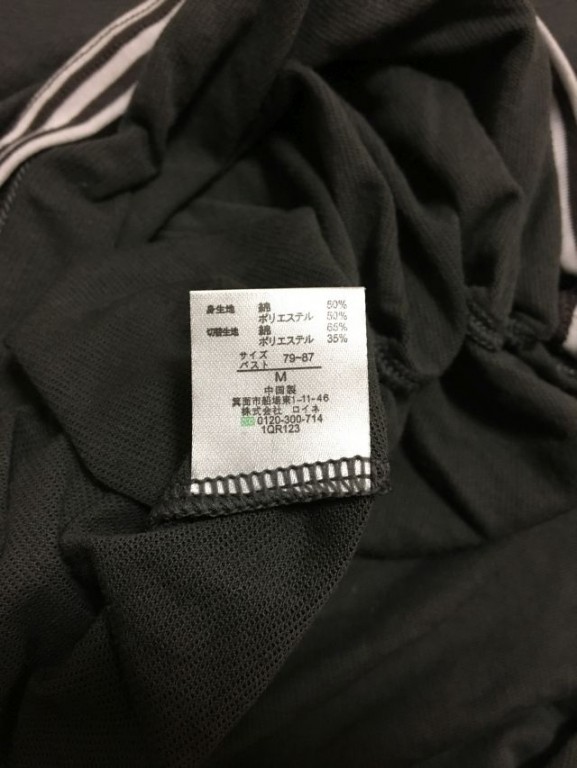 身生地 綿 50%
ポリエステル 50%
切替生地 綿 65%
ポリエステル 35%
サイズ
バスト 79~87
M
中国製
箕面市船場東1-11-46
株式会社 ロイネ
0120-300-714
1QR123